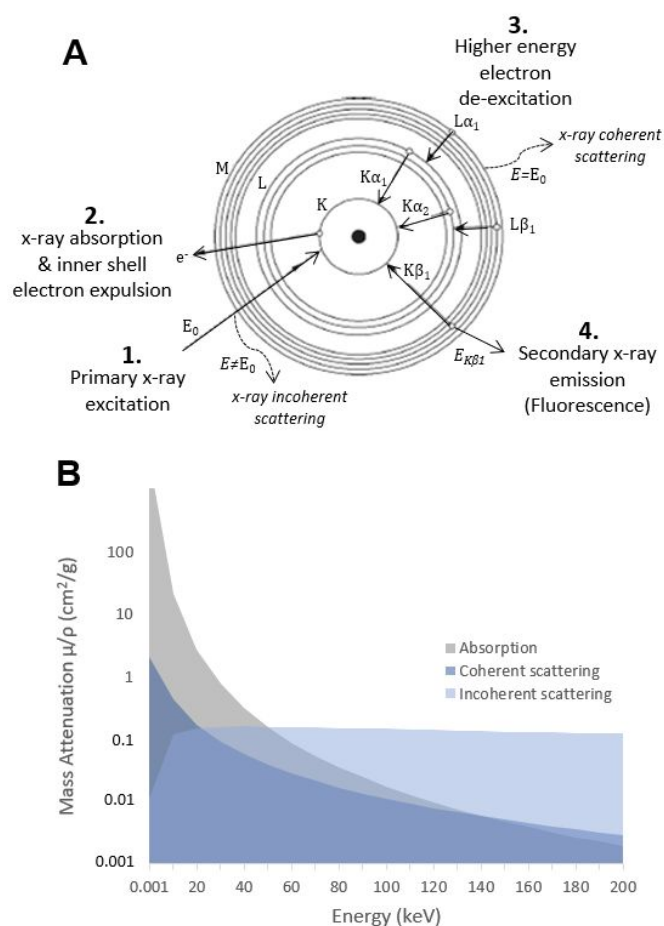 A
3.
Higher energy
electron
de-excitation
Lα₁
x-ray coherent
scattering
E=E₀
M
L
K
Kα₁
Kα₂
Lβ₁
Kβ₁
2.
x-ray absorption
& inner shell
electron expulsion
e⁻
E₀
1.
Primary x-ray
excitation
E≠E₀
x-ray incoherent
scattering
E_Kβ1
4.
Secondary x-ray
emission
(Fluorescence)
B
Mass Attenuation μ/ρ (cm²/g)
100
10
1
0.1
0.01
0.001
Absorption
Coherent scattering
Incoherent scattering
0.001 20 40 60 80 100 120 140 160 180 200
Energy (keV)